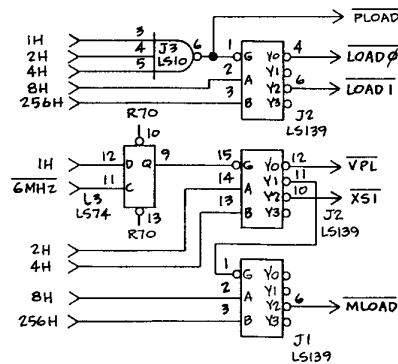 PLOAD
1H 3 J3 6 1 G Y0 4 LOADØ
2H 4 LS10 Y1
4H 5 2 A Y2 6 LOAD1
8H 3 B Y3
256H J2
LS139
R70
10
1H 12 D Q 9 15 G Y0 12 VPL
Y1 11
6MHZ 11 C 14 A Y2 10 XS1
L3 13 B Y3 J2
LS74 13 LS139
R70
2H
4H
1 G Y0
Y1
8H 2 A Y2 6 MLOAD
256H 3 B Y3
J1
LS139